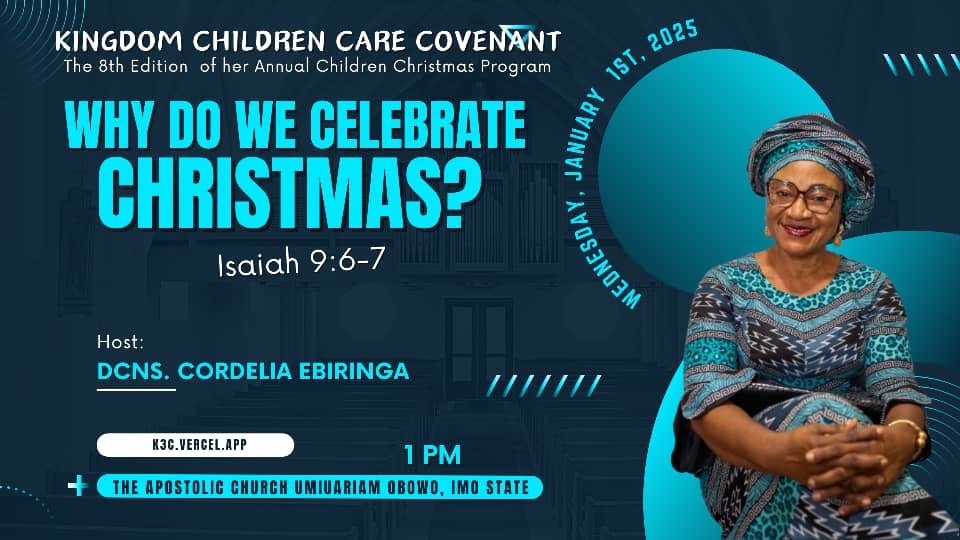 KINGDOM CHILDREN CARE COVENANT
The 8th Edition of her Annual Children Christmas Program
WHY DO WE CELEBRATE
CHRISTMAS?
Isaiah 9:6-7
WEDNESDAY, JANUARY 1ST, 2025
Host:
DCNS. CORDELIA EBIRINGA
K3C.VERCEL.APP
1 PM
THE APOSTOLIC CHURCH UMIUARIAM OBOWO, IMO STATE